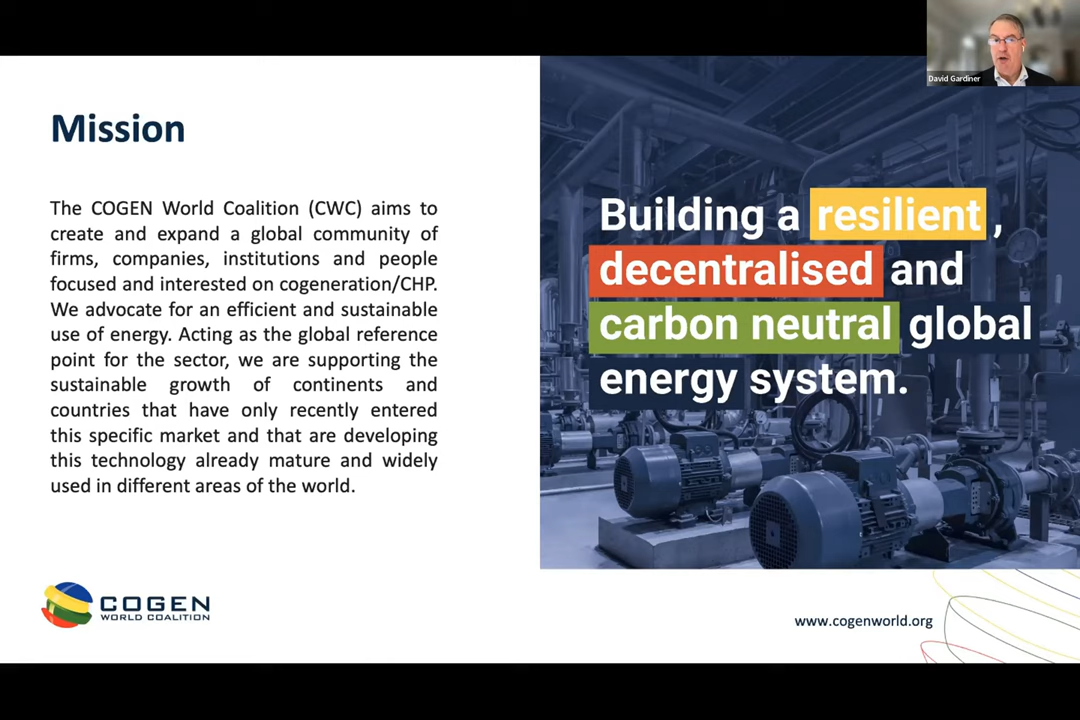 David Gardiner
Mission
The COGEN World Coalition (CWC) aims to
create and expand a global community of
firms, companies, institutions and people
focused and interested on cogeneration/CHP.
We advocate for an efficient and sustainable
use of energy. Acting as the global reference
point for the sector, we are supporting the
sustainable growth of continents and
countries that have only recently entered
this specific market and that are developing
this technology already mature and widely
used in different areas of the world.
Building a resilient,
decentralised and
carbon neutral global
energy system.
COGEN
WORLD COALITION
www.cogenworld.org